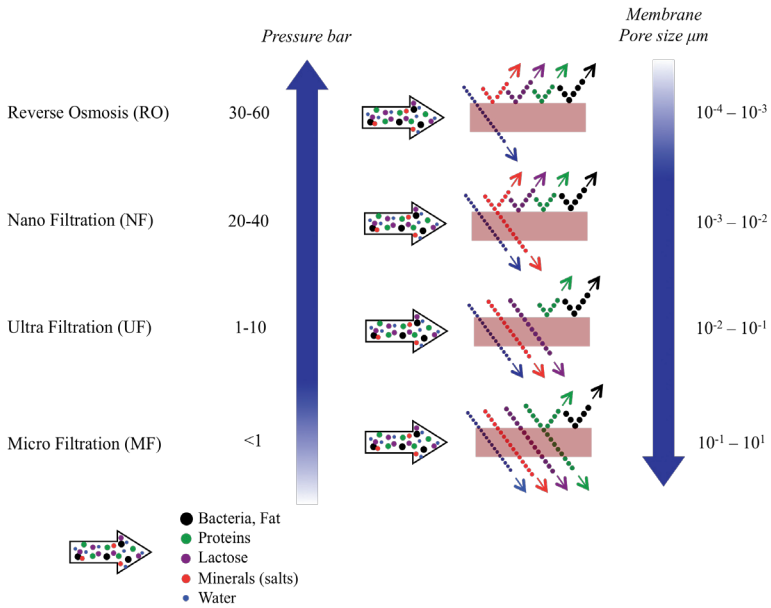 Pressure bar
Membrane
Pore size μm
Reverse Osmosis (RO) 30-60 10⁻⁴ – 10⁻³
Nano Filtration (NF) 20-40 10⁻³ – 10⁻²
Ultra Filtration (UF) 1-10 10⁻² – 10⁻¹
Micro Filtration (MF) <1 10⁻¹ – 10¹
Bacteria, Fat
Proteins
Lactose
Minerals (salts)
Water